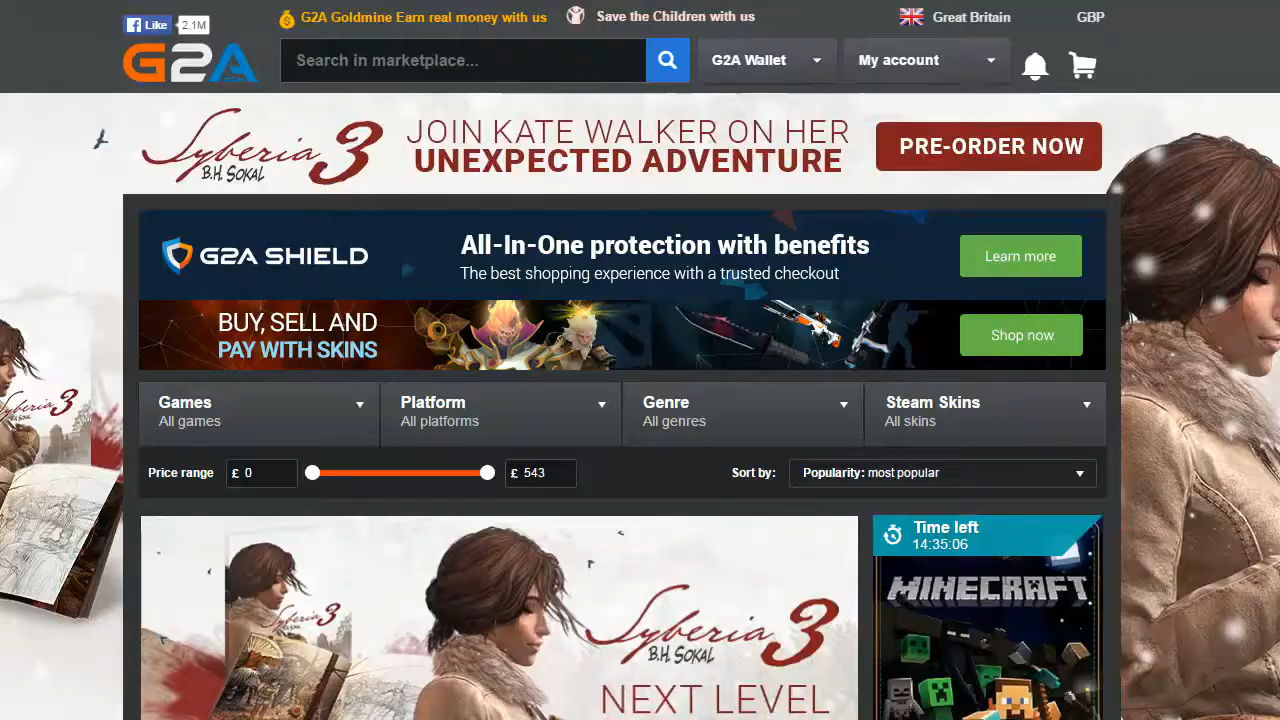 Like 2.1M
G2A Goldmine Earn real money with us
Save the Children with us
Great Britain
GBP
G2A
Search in marketplace...
G2A Wallet
My account
Syberia 3
B.H. SOKAL
JOIN KATE WALKER ON HER
UNEXPECTED ADVENTURE
PRE-ORDER NOW
G2A SHIELD
All-In-One protection with benefits
The best shopping experience with a trusted checkout
Learn more
BUY, SELL AND
PAY WITH SKINS
Shop now
Games
All games
Platform
All platforms
Genre
All genres
Steam Skins
All skins
Price range
£ 0
£ 543
Sort by:
Popularity: most popular
Time left
14:35:06
MINECRAFT
Syberia 3
B.H. SOKAL
NEXT LEVEL